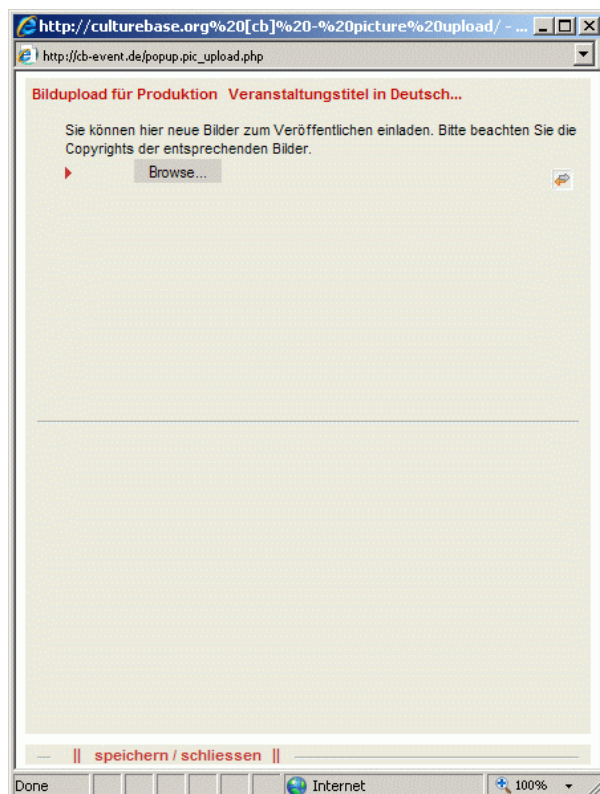 http://culturebase.org%20[cb]%20-%20picture%20upload/ - ...
http://cb-event.de/popup.pic_upload.php
Bildupload für Produktion Veranstaltungstitel in Deutsch...
Sie können hier neue Bilder zum Veröffentlichen einladen. Bitte beachten Sie die
Copyrights der entsprechenden Bilder.
Browse...
|| speichern / schliessen ||
Done Internet 100%